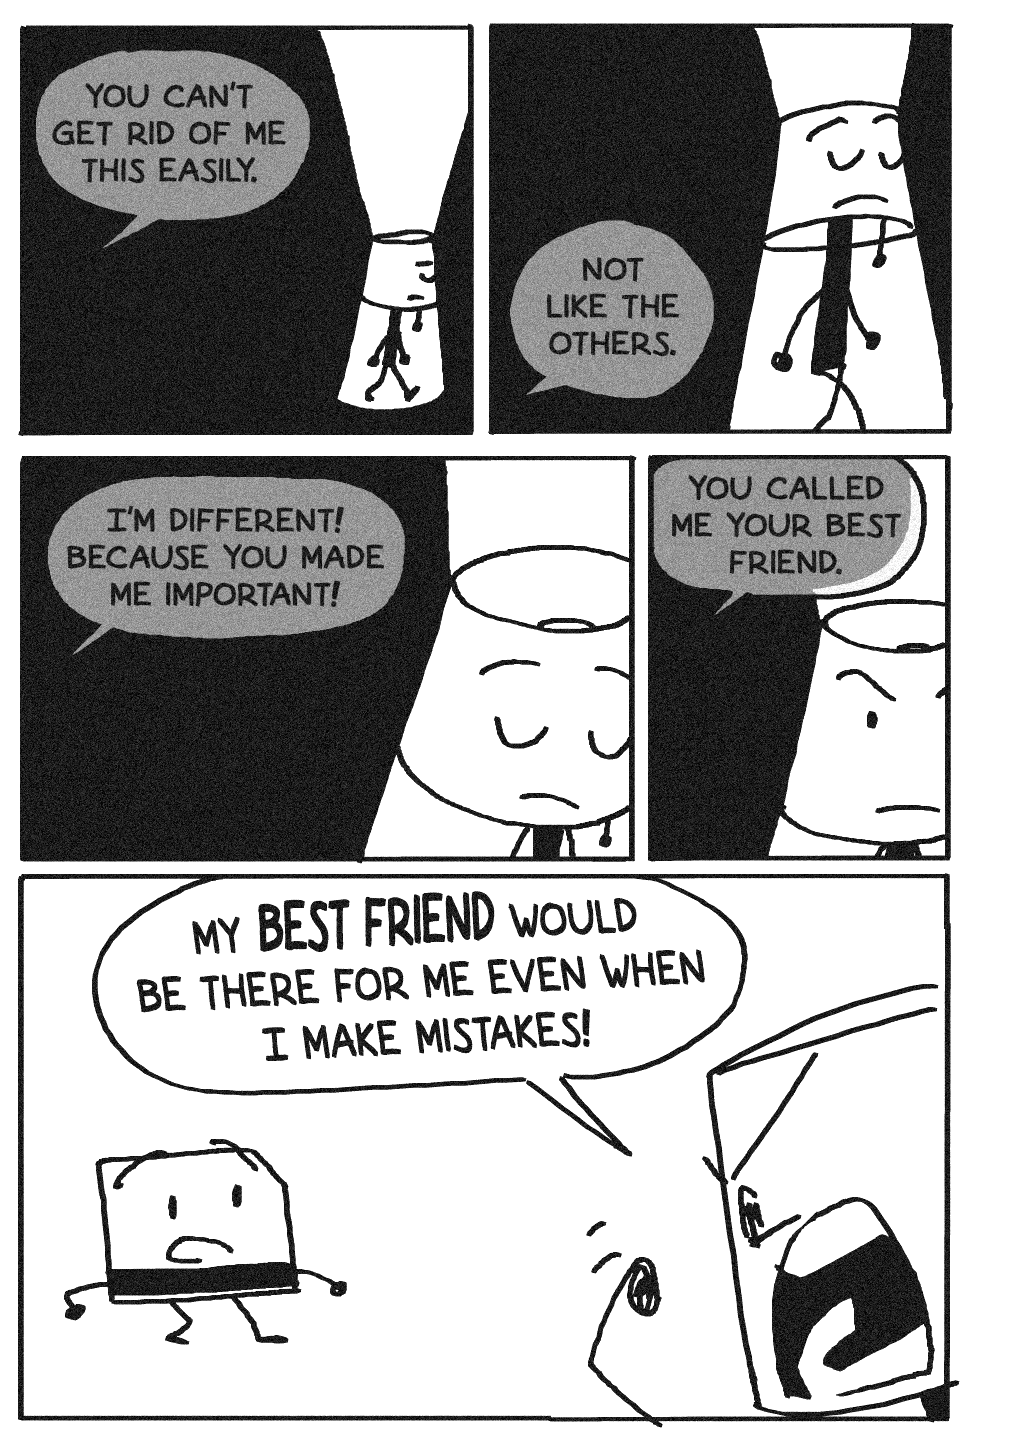 YOU CAN'T
GET RID OF ME
THIS EASILY.
NOT
LIKE THE
OTHERS.
I'M DIFFERENT!
BECAUSE YOU MADE
ME IMPORTANT!
YOU CALLED
ME YOUR BEST
FRIEND.
MY BEST FRIEND WOULD
BE THERE FOR ME EVEN WHEN
I MAKE MISTAKES!